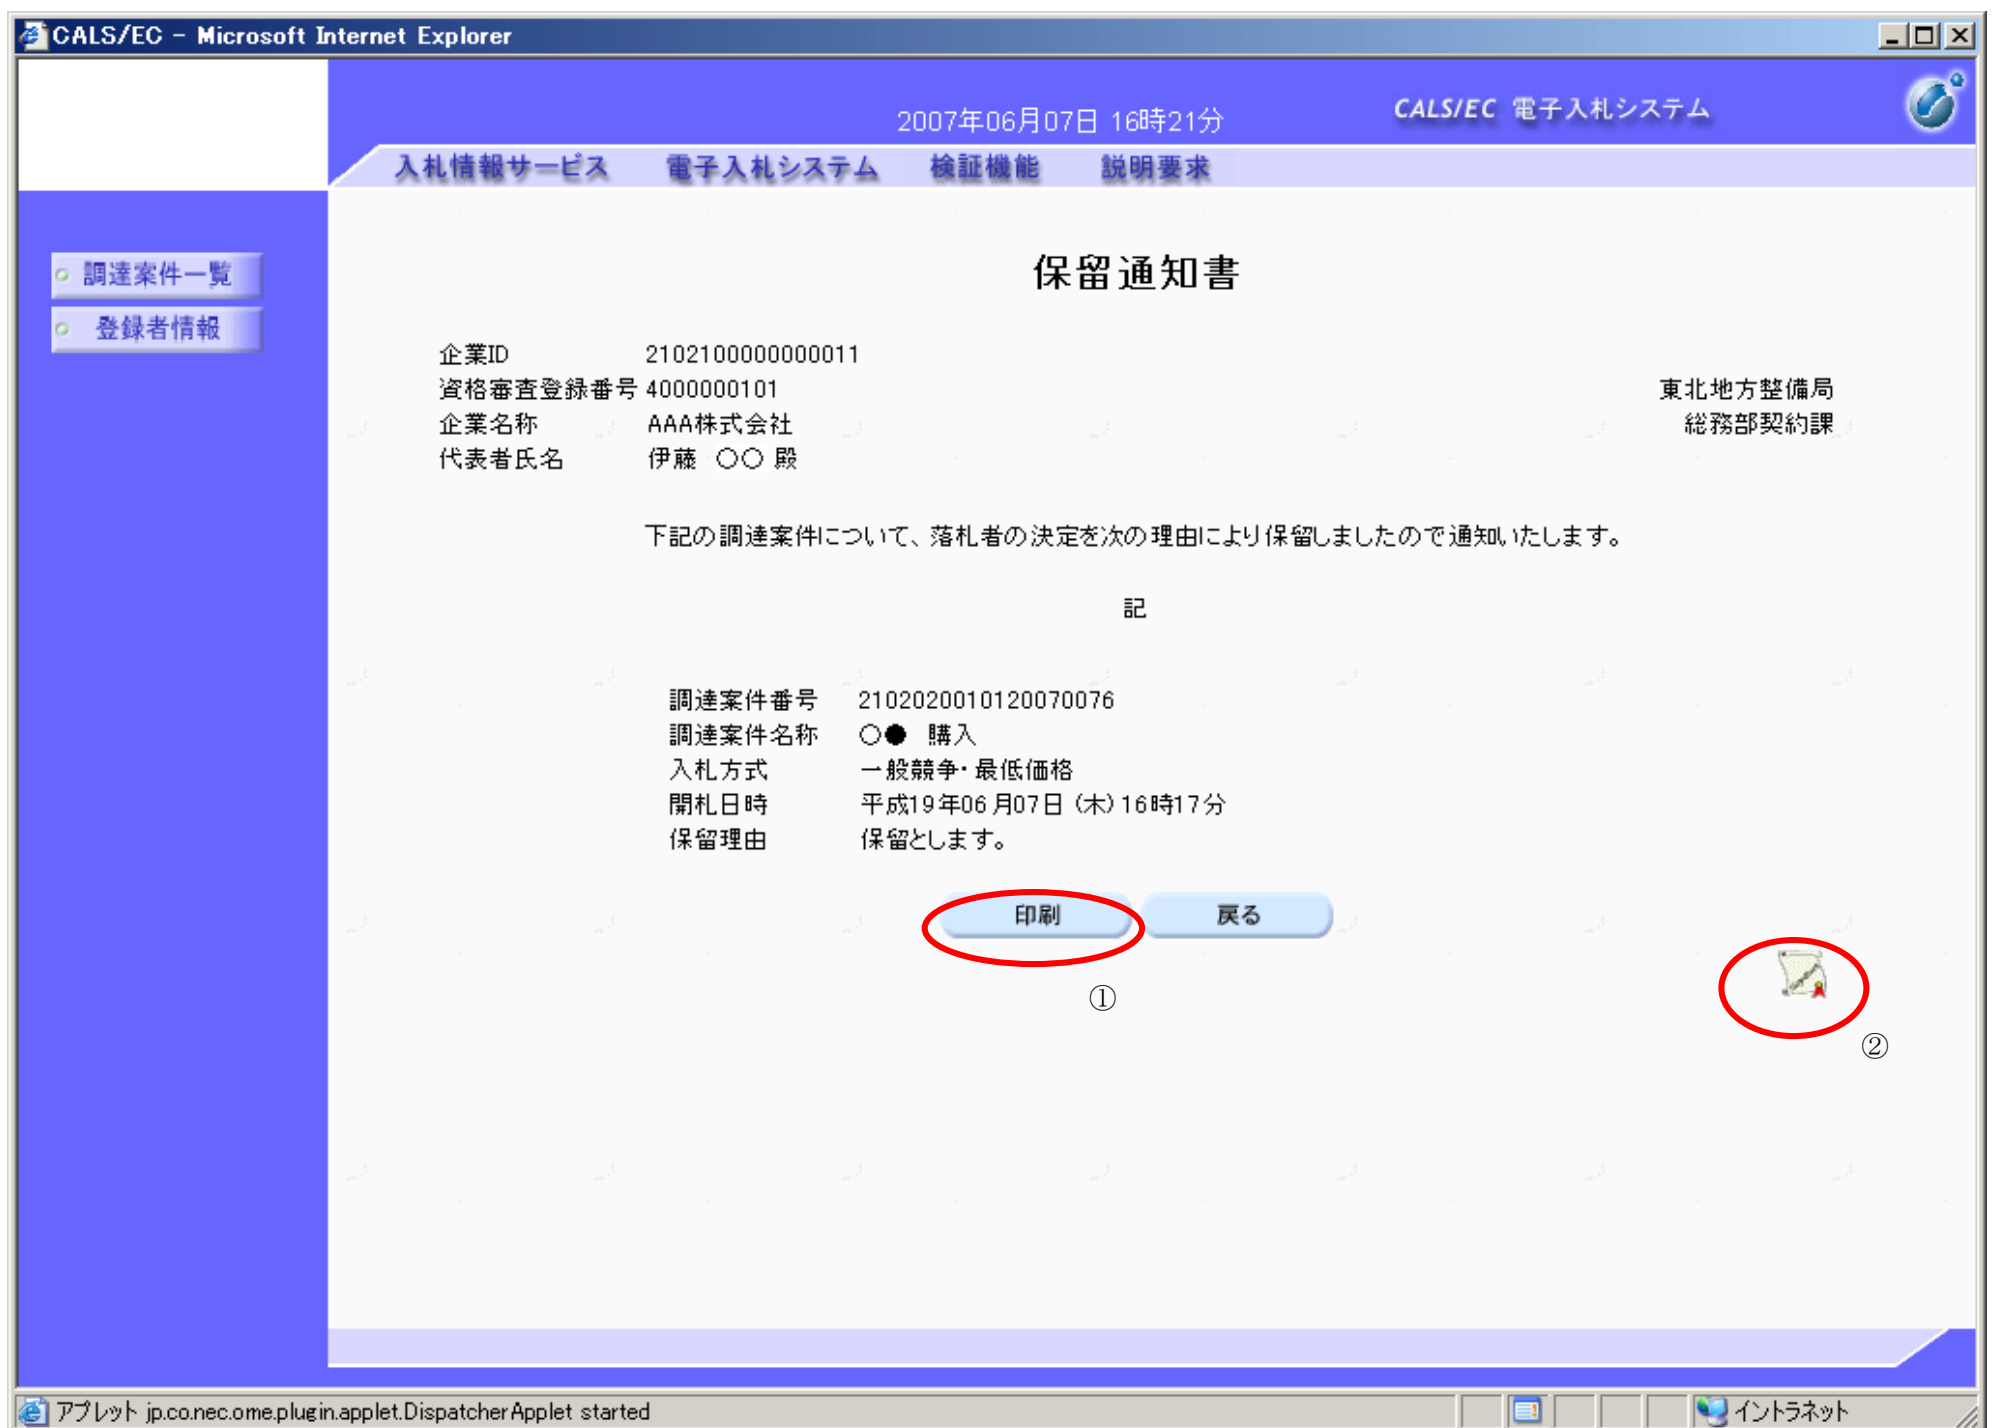 CALS/EC - Microsoft Internet Explorer
2007年06月07日 16時21分
CALS/EC 電子入札システム
入札情報サービス 電子入札システム 検証機能 説明要求
調達案件一覧
登録者情報
保留通知書
企業ID 2102100000000011
資格審査登録番号 4000000101
東北地方整備局
企業名称 AAA株式会社
総務部契約課
代表者氏名 伊藤 〇〇 殿
下記の調達案件について、落札者の決定を次の理由により保留しましたので通知いたします。
記
調達案件番号 2102020010120070076
調達案件名称 ○● 購入
入札方式 一般競争・最低価格
開札日時 平成19年06月07日(木)16時17分
保留理由 保留とします。
印刷 戻る
①
②
アプレット jp.co.nec.ome.plugin.applet.DispatcherApplet started
イントラネット